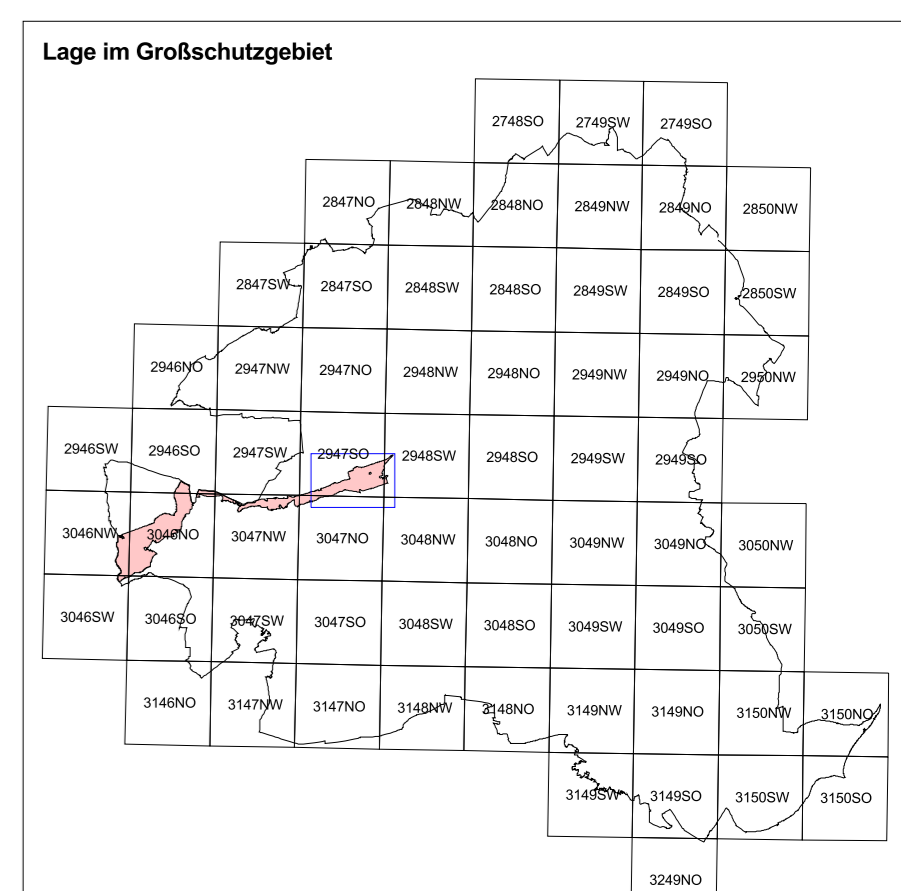 Lage im Großschutzgebiet
2748SO 2749SW 2749SO
2847NO 2848NW 2848NO 2849NW 2849NO 2850NW
2847SW 2847SO 2848SW 2848SO 2849SW 2849SO 2850SW
2946NO 2947NW 2947NO 2948NW 2948NO 2949NW 2949NO 2950NW
2946SW 2946SO 2947SW 2947SO 2948SW 2948SO 2949SW 2949SO
3046NW 3046NO 3047NW 3047NO 3048NW 3048NO 3049NW 3049NO 3050NW
3046SW 3046SO 3047SW 3047SO 3048SW 3048SO 3049SW 3049SO 3050SW
3146NO 3147NW 3147NO 3148NW 3148NO 3149NW 3149NO 3150NW 3150NO
3149SW 3149SO 3150SW 3150SO
3249NO